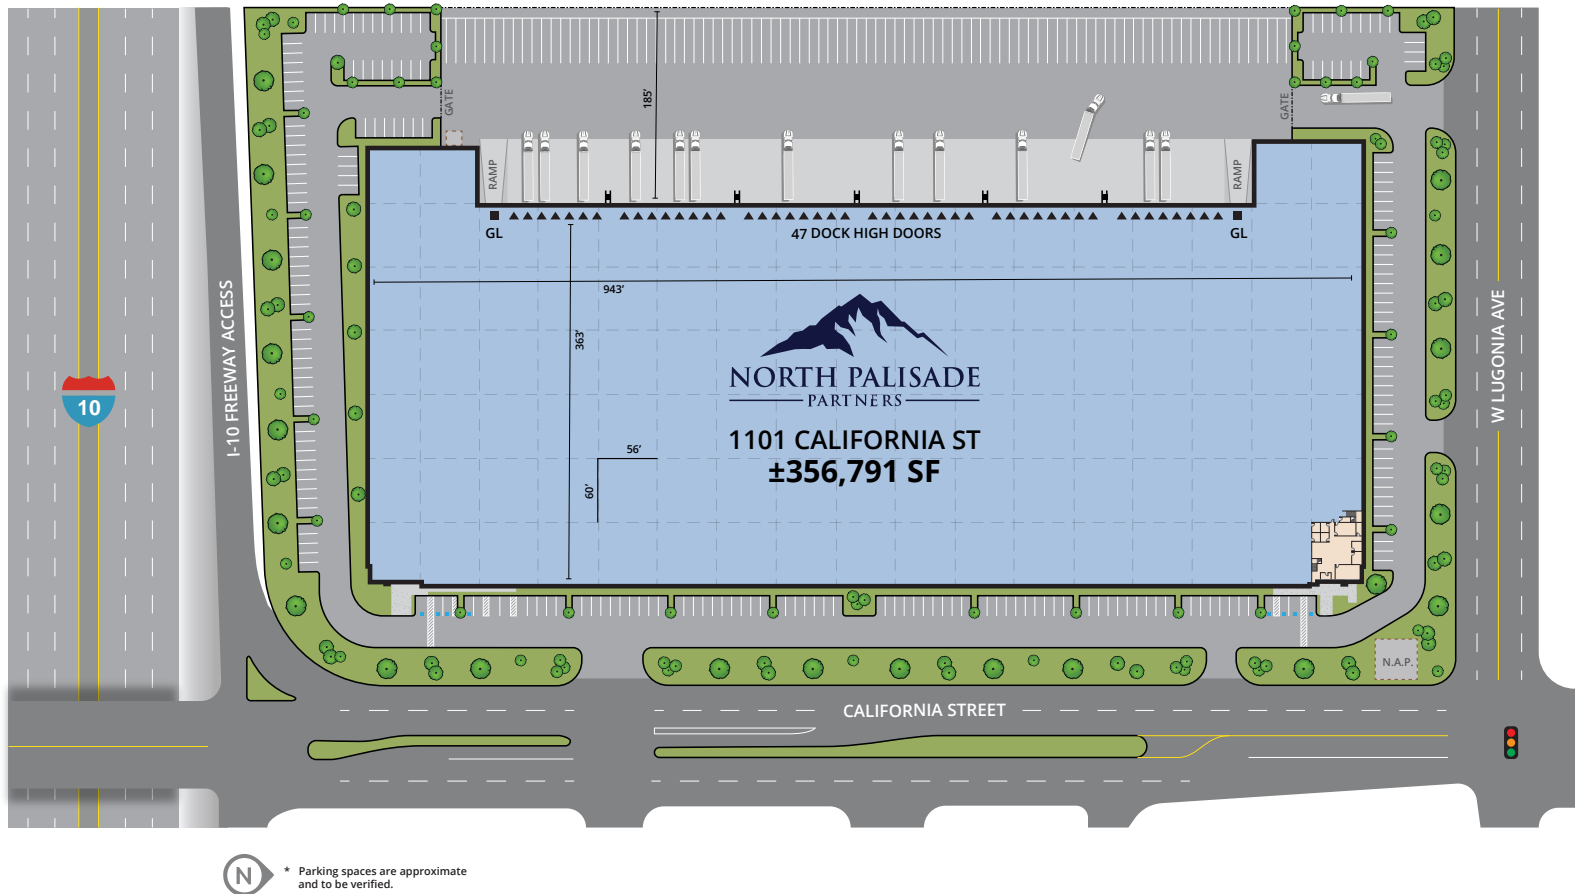 GATE
185'
GATE
RAMP
RAMP
GL
47 DOCK HIGH DOORS
GL
943'
363'
I-10 FREEWAY ACCESS
W LUGONIA AVE
10
NORTH PALISADE
PARTNERS
1101 CALIFORNIA ST
±356,791 SF
56'
60'
N.A.P.
CALIFORNIA STREET
N
* Parking spaces are approximate
and to be verified.